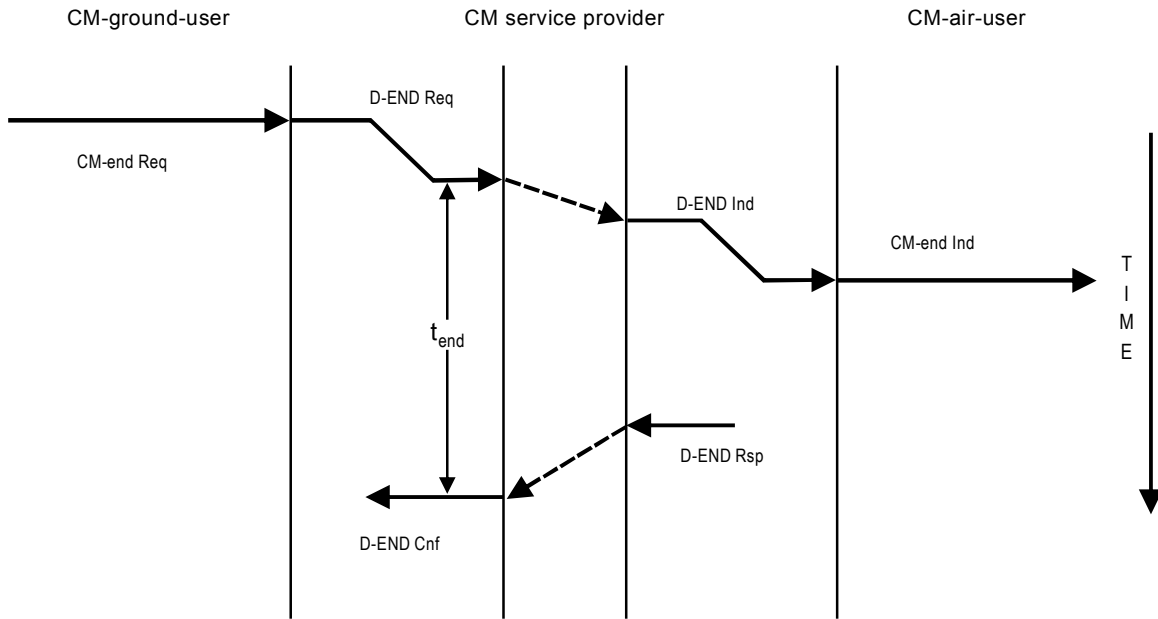 CM-ground-user
CM service provider
CM-air-user
D-END Req
CM-end Req
D-END Ind
CM-end Ind
T
I
M
E
tend
D-END Rsp
D-END Cnf